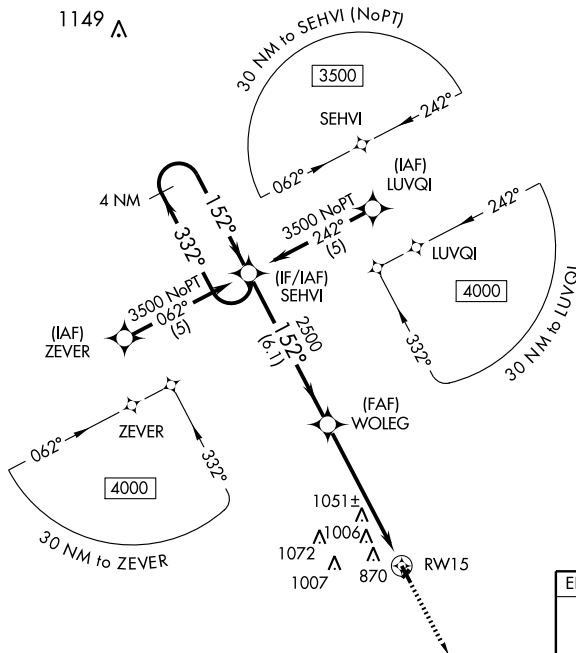 1149
30 NM to SEHVI (NoPT)
3500
SEHVI
242°
062°
(IAF)
LUVQI
4 NM
152°
332°
3500 NoPT
242°
(5)
242°
LUVQI
4000
332°
30 NM to LUVQI
(IF/IAF)
SEHVI
3500 NoPT
062°
(5)
(IAF)
ZEVER
2500
152°
(6.1)
(FAF)
WOLEG
062°
ZEVER
332°
4000
30 NM to ZEVER
1051±
1006
1072
1007
870
RW15